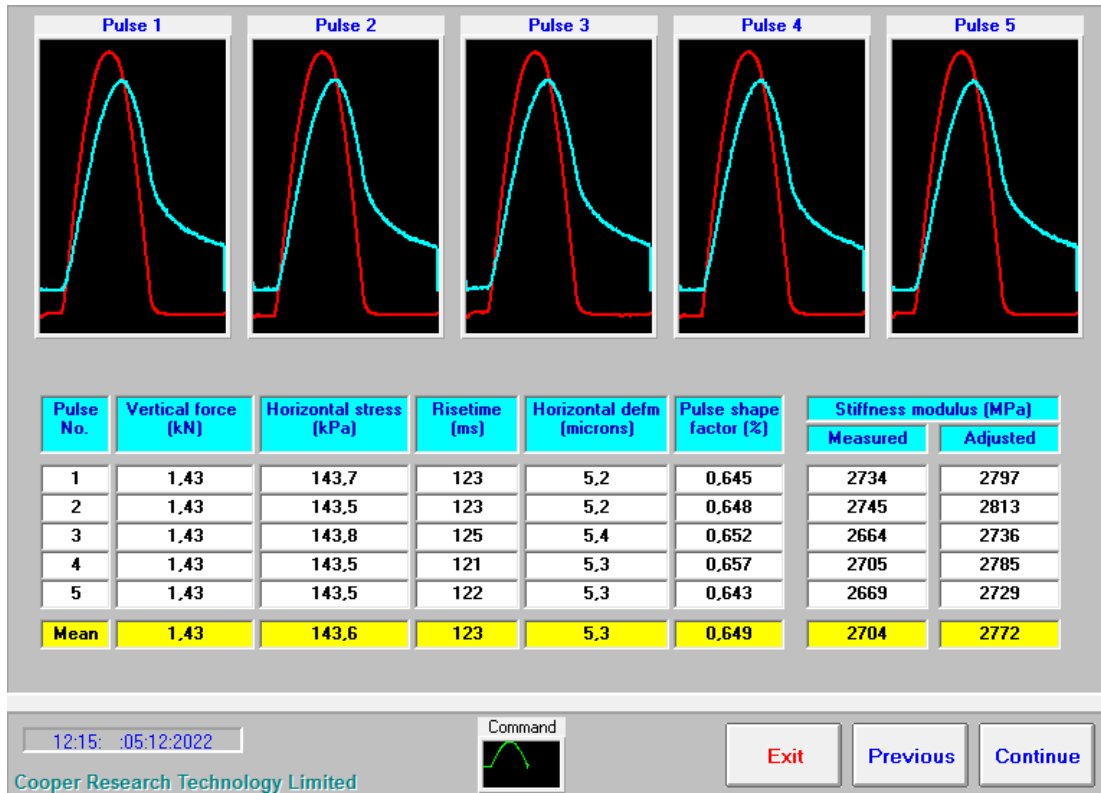 Pulse 1 Pulse 2 Pulse 3 Pulse 4 Pulse 5
Pulse No. Vertical force (kN) Horizontal stress (kPa) Risetime (ms) Horizontal defm (microns) Pulse shape factor (%) Stiffness modulus (MPa)
Measured Adjusted
1 1,43 143,7 123 5,2 0,645 2734 2797
2 1,43 143,5 123 5,2 0,648 2745 2813
3 1,43 143,8 125 5,4 0,652 2664 2736
4 1,43 143,5 121 5,3 0,657 2705 2785
5 1,43 143,5 122 5,3 0,643 2669 2729
Mean 1,43 143,6 123 5,3 0,649 2704 2772
12:15: :05:12:2022
Command
Exit Previous Continue
Cooper Research Technology Limited